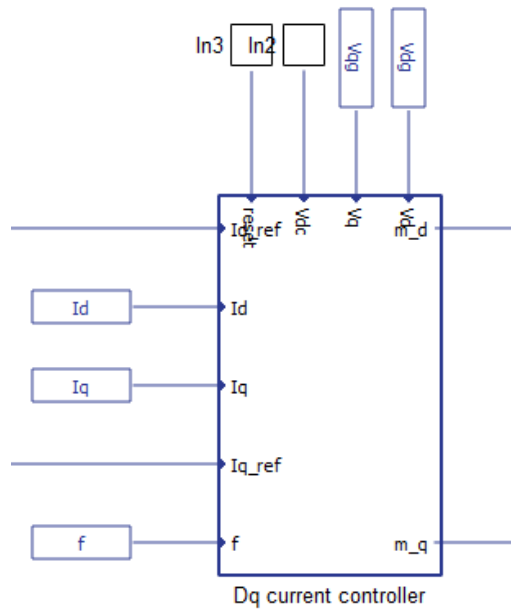 In3
In2
Vqg
Vdg
reset
Vdc
Vq
Vd
Id_ref
m_d
Id
Id
Iq
Iq
Iq_ref
f
f
m_q
Dq current controller